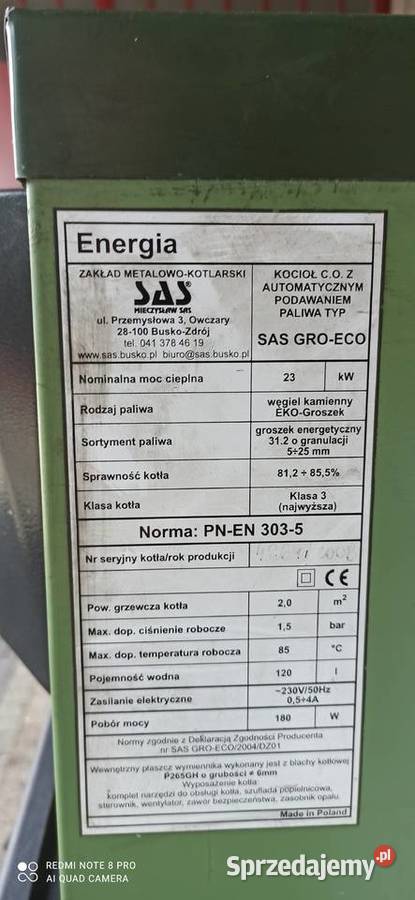 Energia
ZAKŁAD METALOWO-KOTLARSKI
SAS
MIECZYSŁAW SAS
ul. Przemysłowa 3, Owczary
28-100 Busko-Zdrój
tel. 041 378 46 19
www.sas.busko.pl biuro@sas.busko.pl
KOCIOŁ C.O. Z
AUTOMATYCZNYM
PODAWANIEM
PALIWA TYP
SAS GRO-ECO
Nominalna moc cieplna 23 kW
Rodzaj paliwa węgiel kamienny
EKO-Groszek
Sortyment paliwa groszek energetyczny
31.2 o granulacji
5÷25 mm
Sprawność kotła 81,2 ÷ 85,5%
Klasa kotła Klasa 3
(najwyższa)
Norma: PN-EN 303-5
Nr seryjny kotła/rok produkcji
CE
Pow. grzewcza kotła 2,0 m²
Max. dop. ciśnienie robocze 1,5 bar
Max. dop. temperatura robocza 85 °C
Pojemność wodna 120 l
Zasilanie elektryczne ~230V/50Hz
0,5÷4A
Pobór mocy 180 W
Normy zgodnie z Deklaracją Zgodności Producenta
nr SAS GRO-ECO/2004/DZ01
Wewnętrzny płaszcz wymiennika wykonany jest z blachy kotłowej
P265GH o grubości ≠ 6mm
Wyposażenie kotła:
komplet narzędzi do obsługi kotła, szuflada popielnicowa,
sterownik, wentylator, zawór bezpieczeństwa, zasobnik opału.
Made in Poland
REDMI NOTE 8 PRO
AI QUAD CAMERA
Sprzedajemy.pl